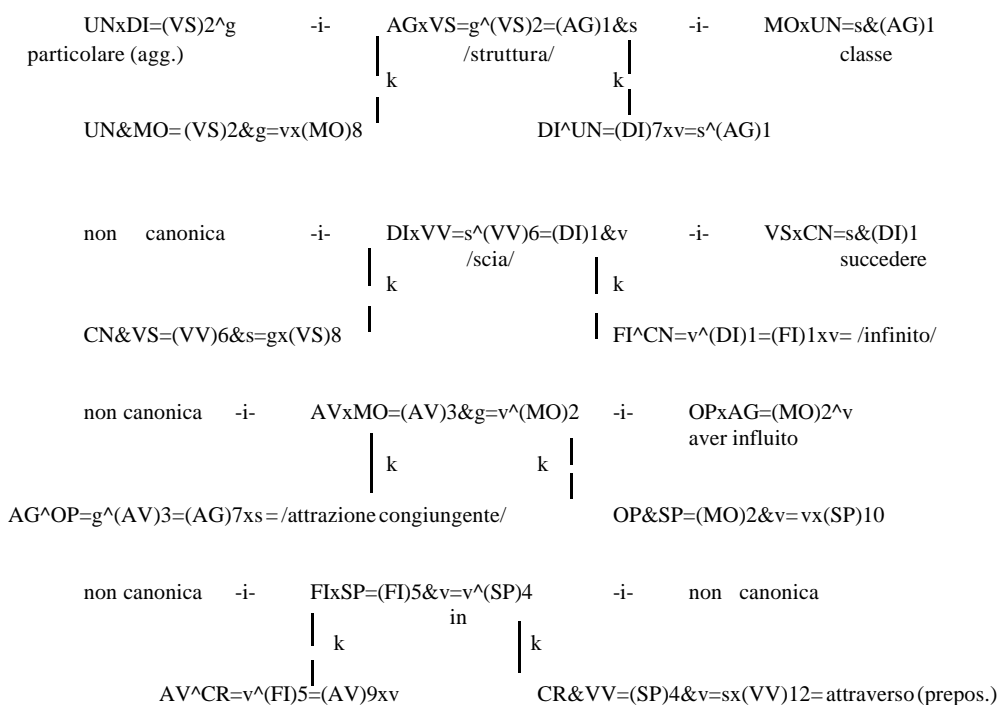 UNxDI=(VS)2^g -i- AGxVS=g^(VS)2=(AG)1&s -i- MOxUN=s&(AG)1
particolare (agg.) /struttura/ classe
k k
UN&MO=(VS)2&g=vx(MO)8 DI^UN=(DI)7xv=s^(AG)1
non canonica -i- DIxVV=s^(VV)6=(DI)1&v -i- VSxCN=s&(DI)1
/scia/ succedere
k k
CN&VS=(VV)6&s=gx(VS)8 FI^CN=v^(DI)1=(FI)1xv= /infinito/
non canonica -i- AVxMO=(AV)3&g=v^(MO)2 -i- OPxAG=(MO)2^v
aver influito
k k
AG^OP=g^(AV)3=(AG)7xs=/attrazione congiungente/ OP&SP=(MO)2&v=vx(SP)10
non canonica -i- FIxSP=(FI)5&v=v^(SP)4 -i- non canonica
in
k k
AV^CR=v^(FI)5=(AV)9xv CR&VV=(SP)4&v=sx(VV)12=attraverso (prepos.)